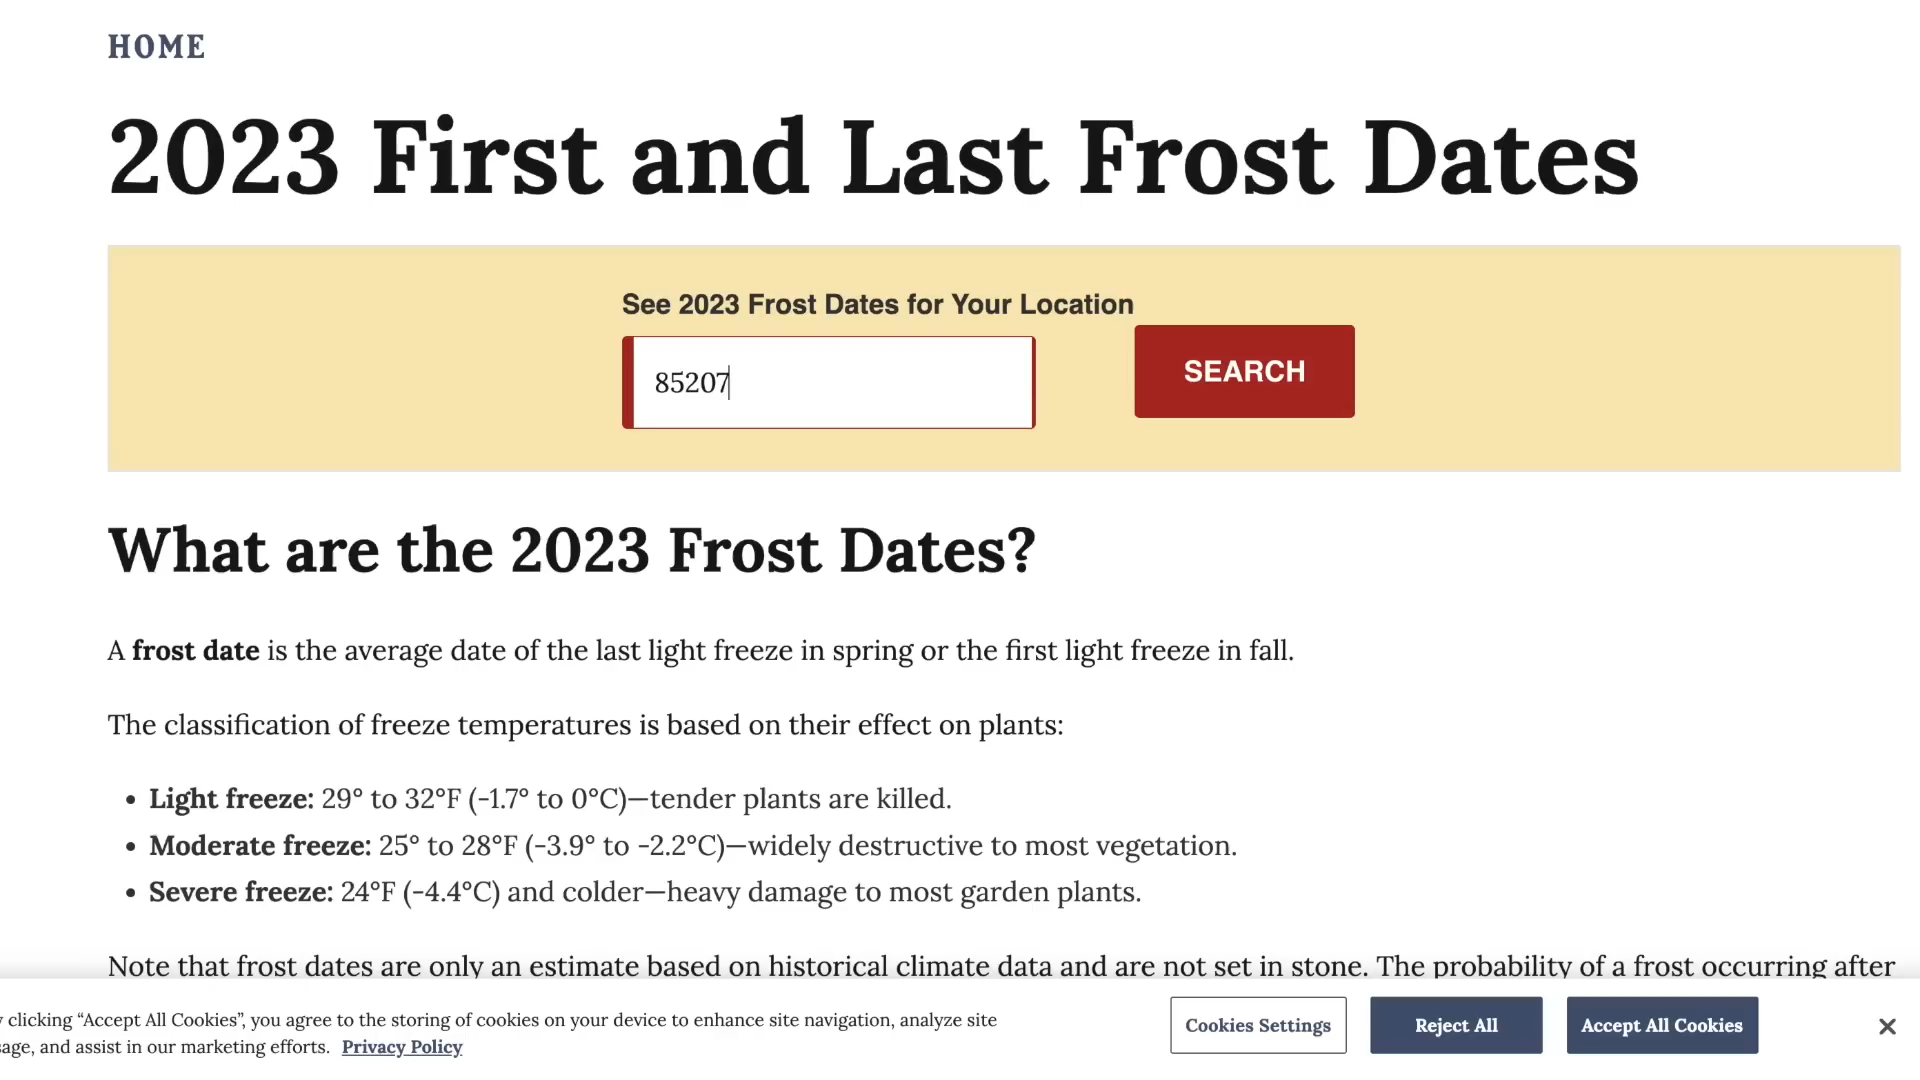 HOME
2023 First and Last Frost Dates
See 2023 Frost Dates for Your Location
85207
SEARCH
What are the 2023 Frost Dates?
A frost date is the average date of the last light freeze in spring or the first light freeze in fall.
The classification of freeze temperatures is based on their effect on plants:
• Light freeze: 29° to 32°F (-1.7° to 0°C)—tender plants are killed.
• Moderate freeze: 25° to 28°F (-3.9° to -2.2°C)—widely destructive to most vegetation.
• Severe freeze: 24°F (-4.4°C) and colder—heavy damage to most garden plants.
Note that frost dates are only an estimate based on historical climate data and are not set in stone. The probability of a frost occurring after
clicking “Accept All Cookies”, you agree to the storing of cookies on your device to enhance site navigation, analyze site
and assist in our marketing efforts. Privacy Policy
Cookies Settings
Reject All
Accept All Cookies